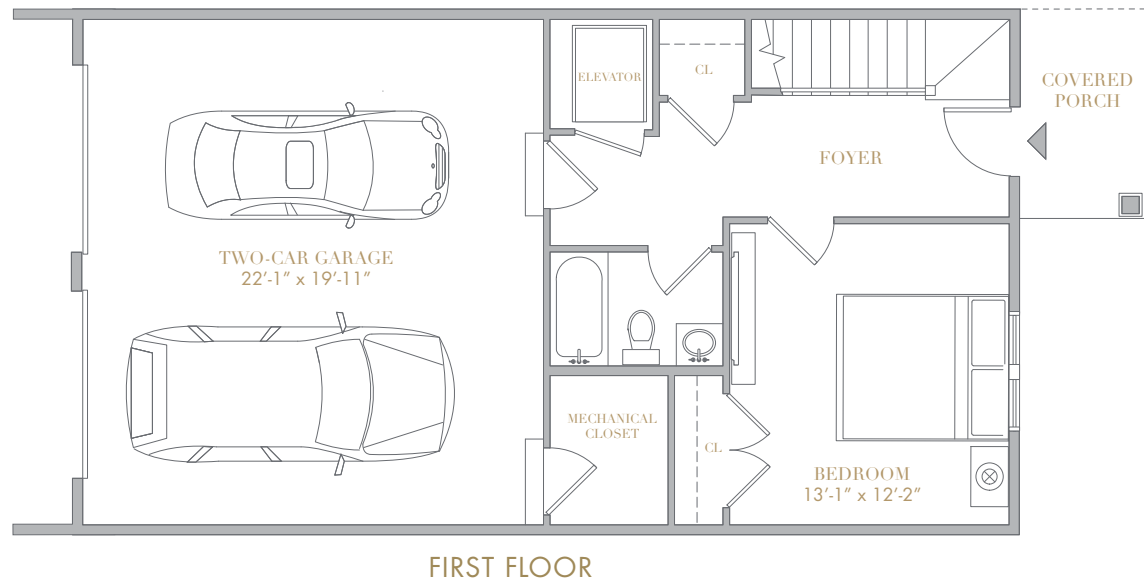 ELEVATOR
CL
COVERED
PORCH
FOYER
TWO-CAR GARAGE
22'-1" x 19'-11"
MECHANICAL
CLOSET
CL
BEDROOM
13'-1" x 12'-2"
FIRST FLOOR